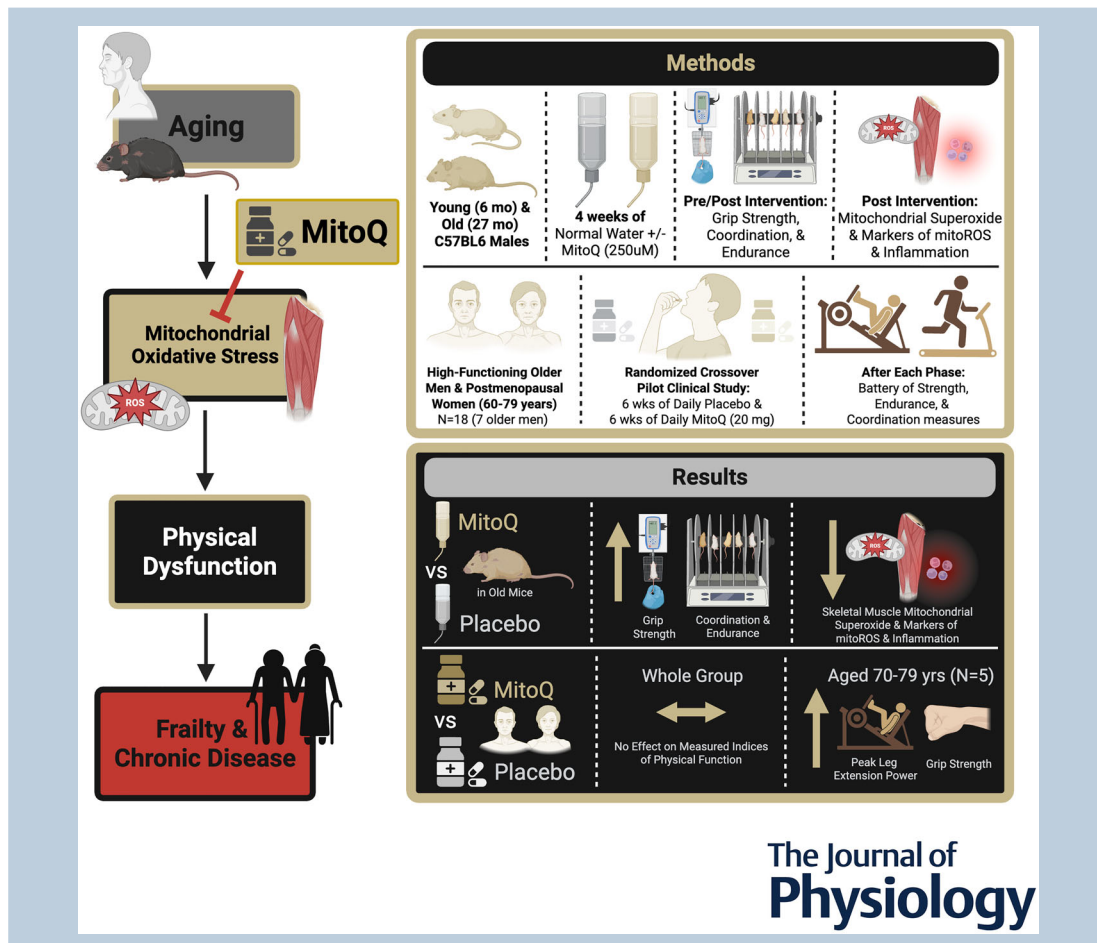 Aging
MitoQ
Mitochondrial
Oxidative Stress
ROS
Physical
Dysfunction
Frailty &
Chronic Disease
Methods
Young (6 mo) &
Old (27 mo)
C57BL6 Males
4 weeks of
Normal Water +/-
MitoQ (250uM)
Pre/Post Intervention:
Grip Strength,
Coordination, &
Endurance
ROS
Post Intervention:
Mitochondrial Superoxide
& Markers of mitoROS
& Inflammation
High-Functioning Older
Men & Postmenopausal
Women (60-79 years)
N=18 (7 older men)
Randomized Crossover
Pilot Clinical Study:
6 wks of Daily Placebo &
6 wks of Daily MitoQ (20 mg)
After Each Phase:
Battery of Strength,
Endurance, &
Coordination measures
Results
MitoQ
VS
in Old Mice
Placebo
Grip
Strength
Coordination &
Endurance
ROS
Skeletal Muscle Mitochondrial
Superoxide & Markers of
mitoROS & Inflammation
MitoQ
VS
Placebo
Whole Group
No Effect on Measured Indices
of Physical Function
Aged 70-79 yrs (N=5)
Peak Leg
Extension Power
Grip Strength
The Journal of
Physiology